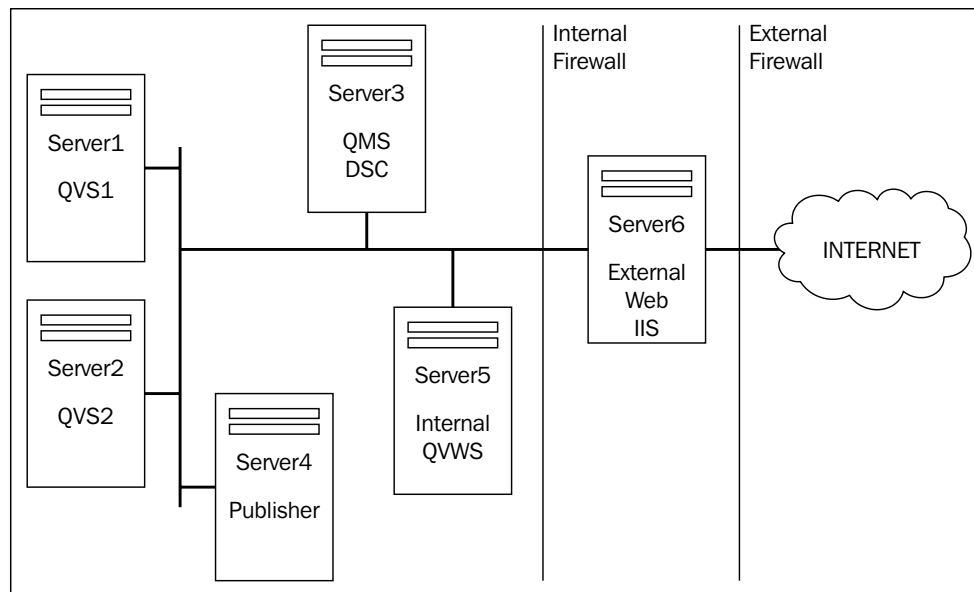 Internal
Firewall
External
Firewall
Server1
QVS1
Server3
QMS
DSC
Server6
External
Web
IIS
INTERNET
Server2
QVS2
Server4
Publisher
Server5
Internal
QVWS